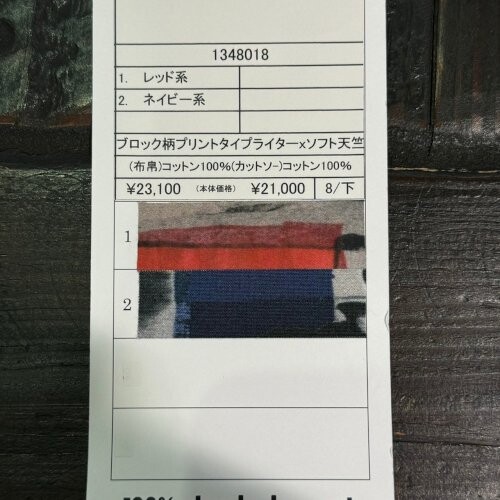 1348018
1. レッド系
2. ネイビー系
ブロック柄プリントタイプライターxソフト天竺
(布帛)コットン100%(カットソｰ)コットン100%
¥23,100 (本体価格) ¥21,000 8/下
1
2